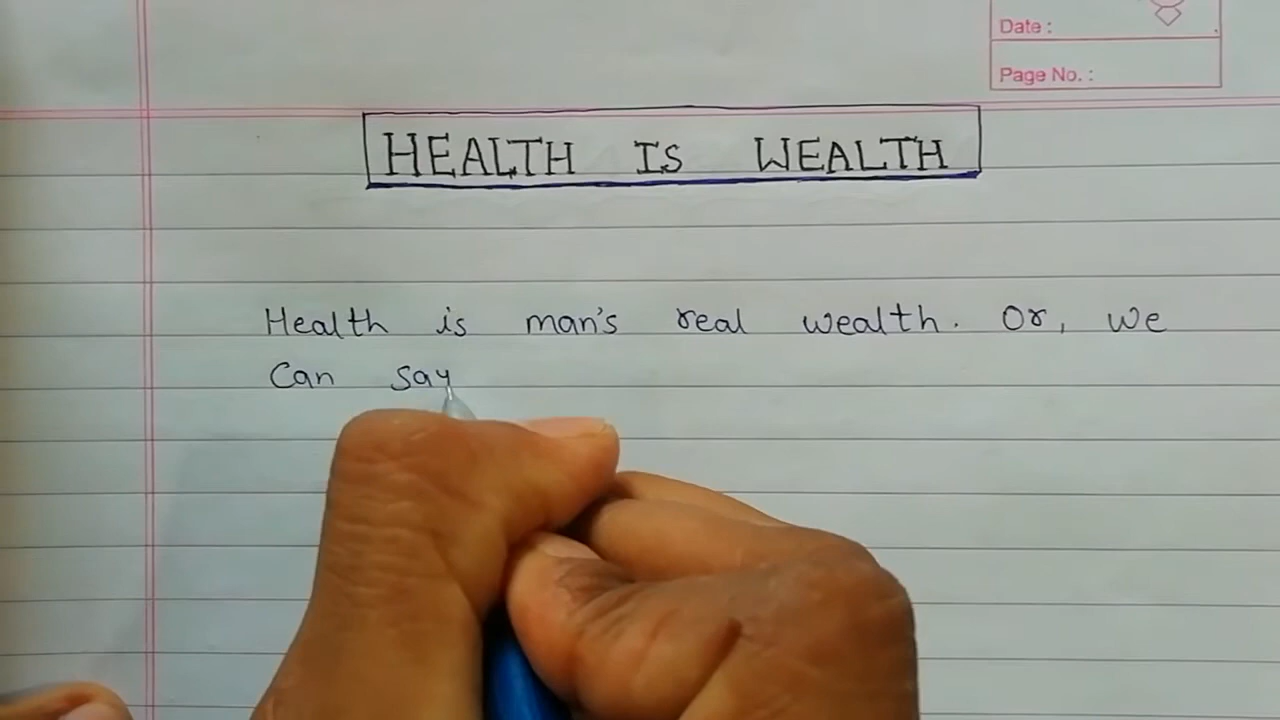 Date :
Page No. :
HEALTH IS WEALTH
Health is man's real wealth. Or, we
Can say